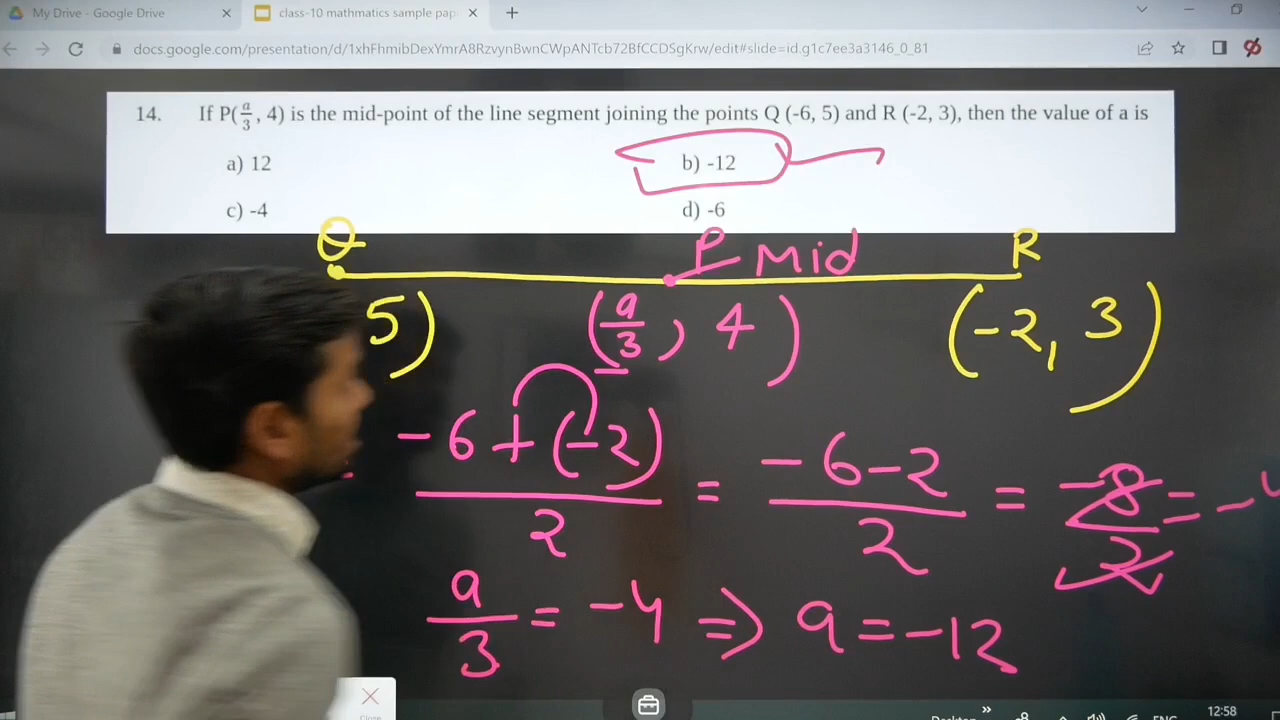 My Drive - Google Drive
class-10 mathmatics sample pap
docs.google.com/presentation/d/1xhFhmibDexYmrA8RzvynBwnCWpANTcb72BfCCDSgKrw/edit#slide=id.g1c7ee3a3146_0_81
14. If P(a/3, 4) is the mid-point of the line segment joining the points Q (-6, 5) and R (-2, 3), then the value of a is
a) 12 b) -12
c) -4 d) -6
Q P Mid R
5) (a/3, 4) (-2, 3)
-6+(-2)/2 = -6-2/2 = -8/2 = -4
a/3 = -4 ⇒ a = -12
Close
ENG
12:58